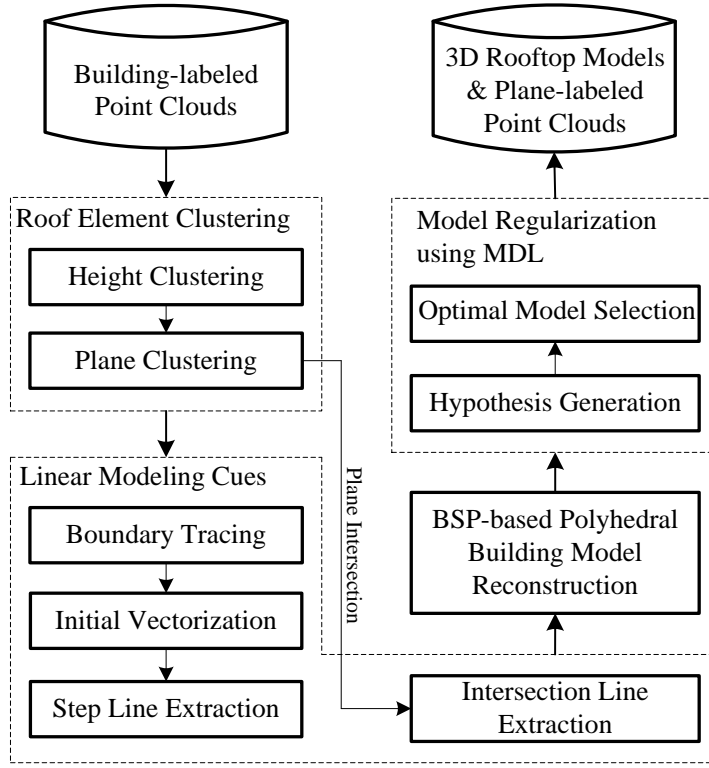 Building-labeled
Point Clouds
Roof Element Clustering
Height Clustering
Plane Clustering
Linear Modeling Cues
Boundary Tracing
Initial Vectorization
Step Line Extraction
Plane Intersection
Intersection Line
Extraction
BSP-based Polyhedral
Building Model
Reconstruction
Model Regularization
using MDL
Hypothesis Generation
Optimal Model Selection
3D Rooftop Models
& Plane-labeled
Point Clouds